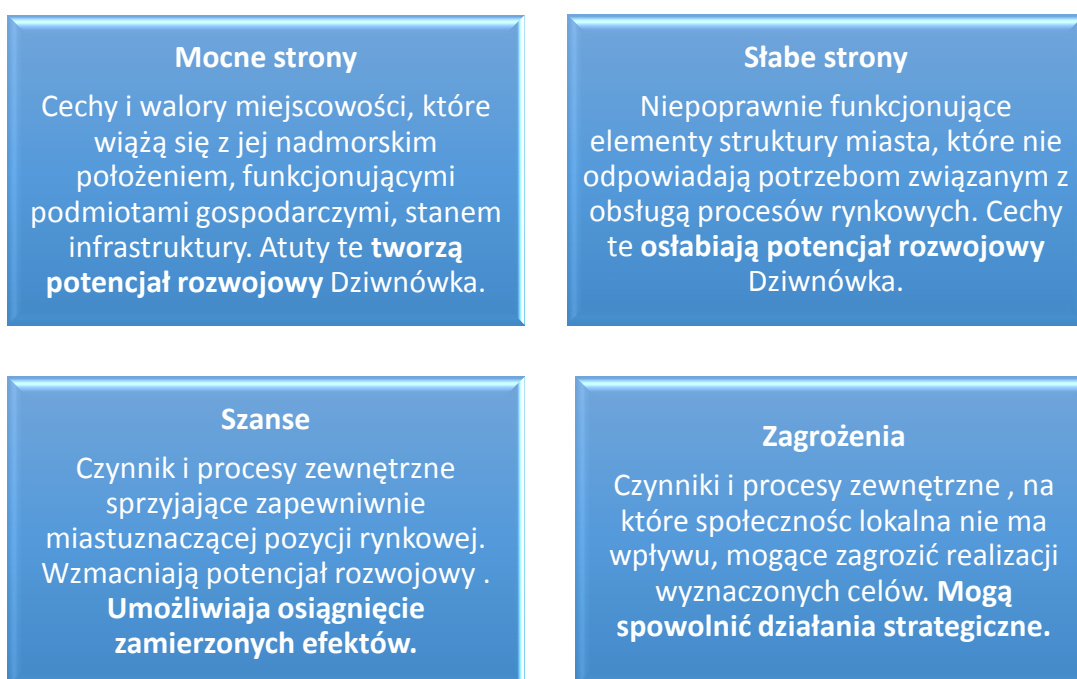 Mocne strony
Cechy i walory miejscowości, które
wiążą się z jej nadmorskim
położeniem, funkcjonującymi
podmiotami gospodarczymi, stanem
infrastruktury. Atuty te tworzą
potencjał rozwojowy Dziwnówka.
Słabe strony
Niepoprawnie funkcjonujące
elementy struktury miasta, które nie
odpowiadają potrzebom związanym z
obsługą procesów rynkowych. Cechy
te osłabiają potencjał rozwojowy
Dziwnówka.
Szanse
Czynnik i procesy zewnętrzne
sprzyjające zapewniwnie
miastuznaczącej pozycji rynkowej.
Wzmacniają potencjał rozwojowy .
Umożliwiaja osiągnięcie
zamierzonych efektów.
Zagrożenia
Czynniki i procesy zewnętrzne , na
które społecznośc lokalna nie ma
wpływu, mogące zagrozić realizacji
wyznaczonych celów. Mogą
spowolnić działania strategiczne.